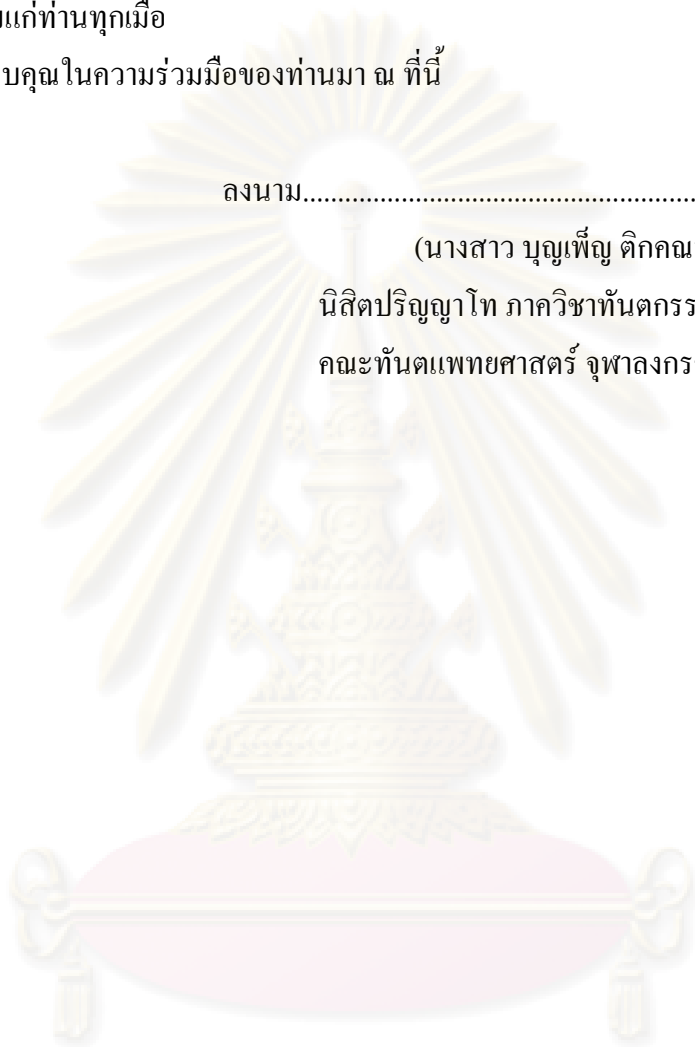 แก่ท่านทุกเมื่อ
บคุณในความร่วมมือของท่านมา ณ ที่นี้
ลงนาม........................................................
(นางสาว บุญเพ็ญ ติกคณ
นิสิตปริญญาโท ภาควิชาทันตกรร
คณะทันตแพทยศาสตร์ จุฬาลงกร